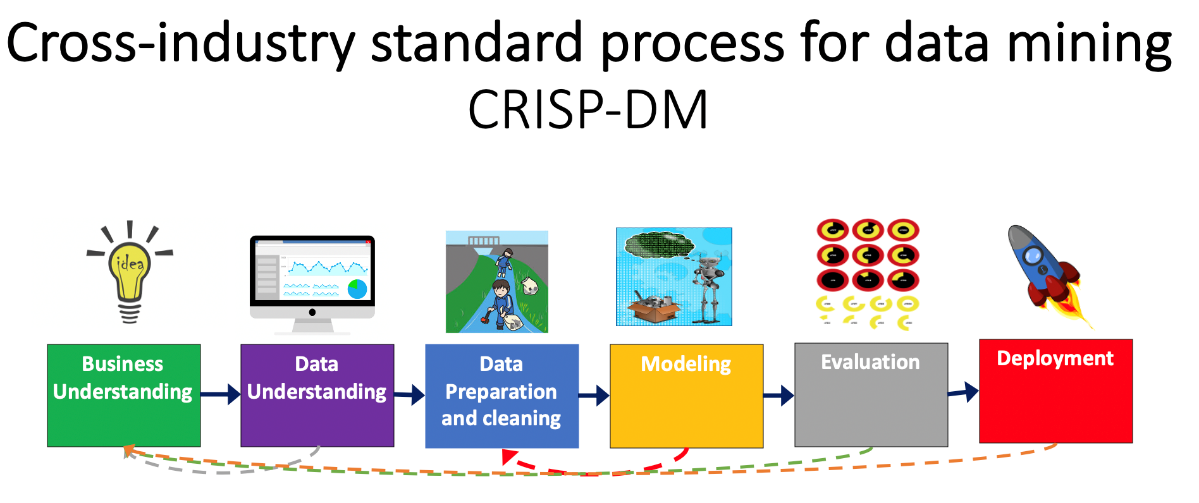 Cross-industry standard process for data mining
CRISP-DM
idea
Business
Understanding
Data
Understanding
Data
Preparation
and cleaning
Modeling
Evaluation
Deployment